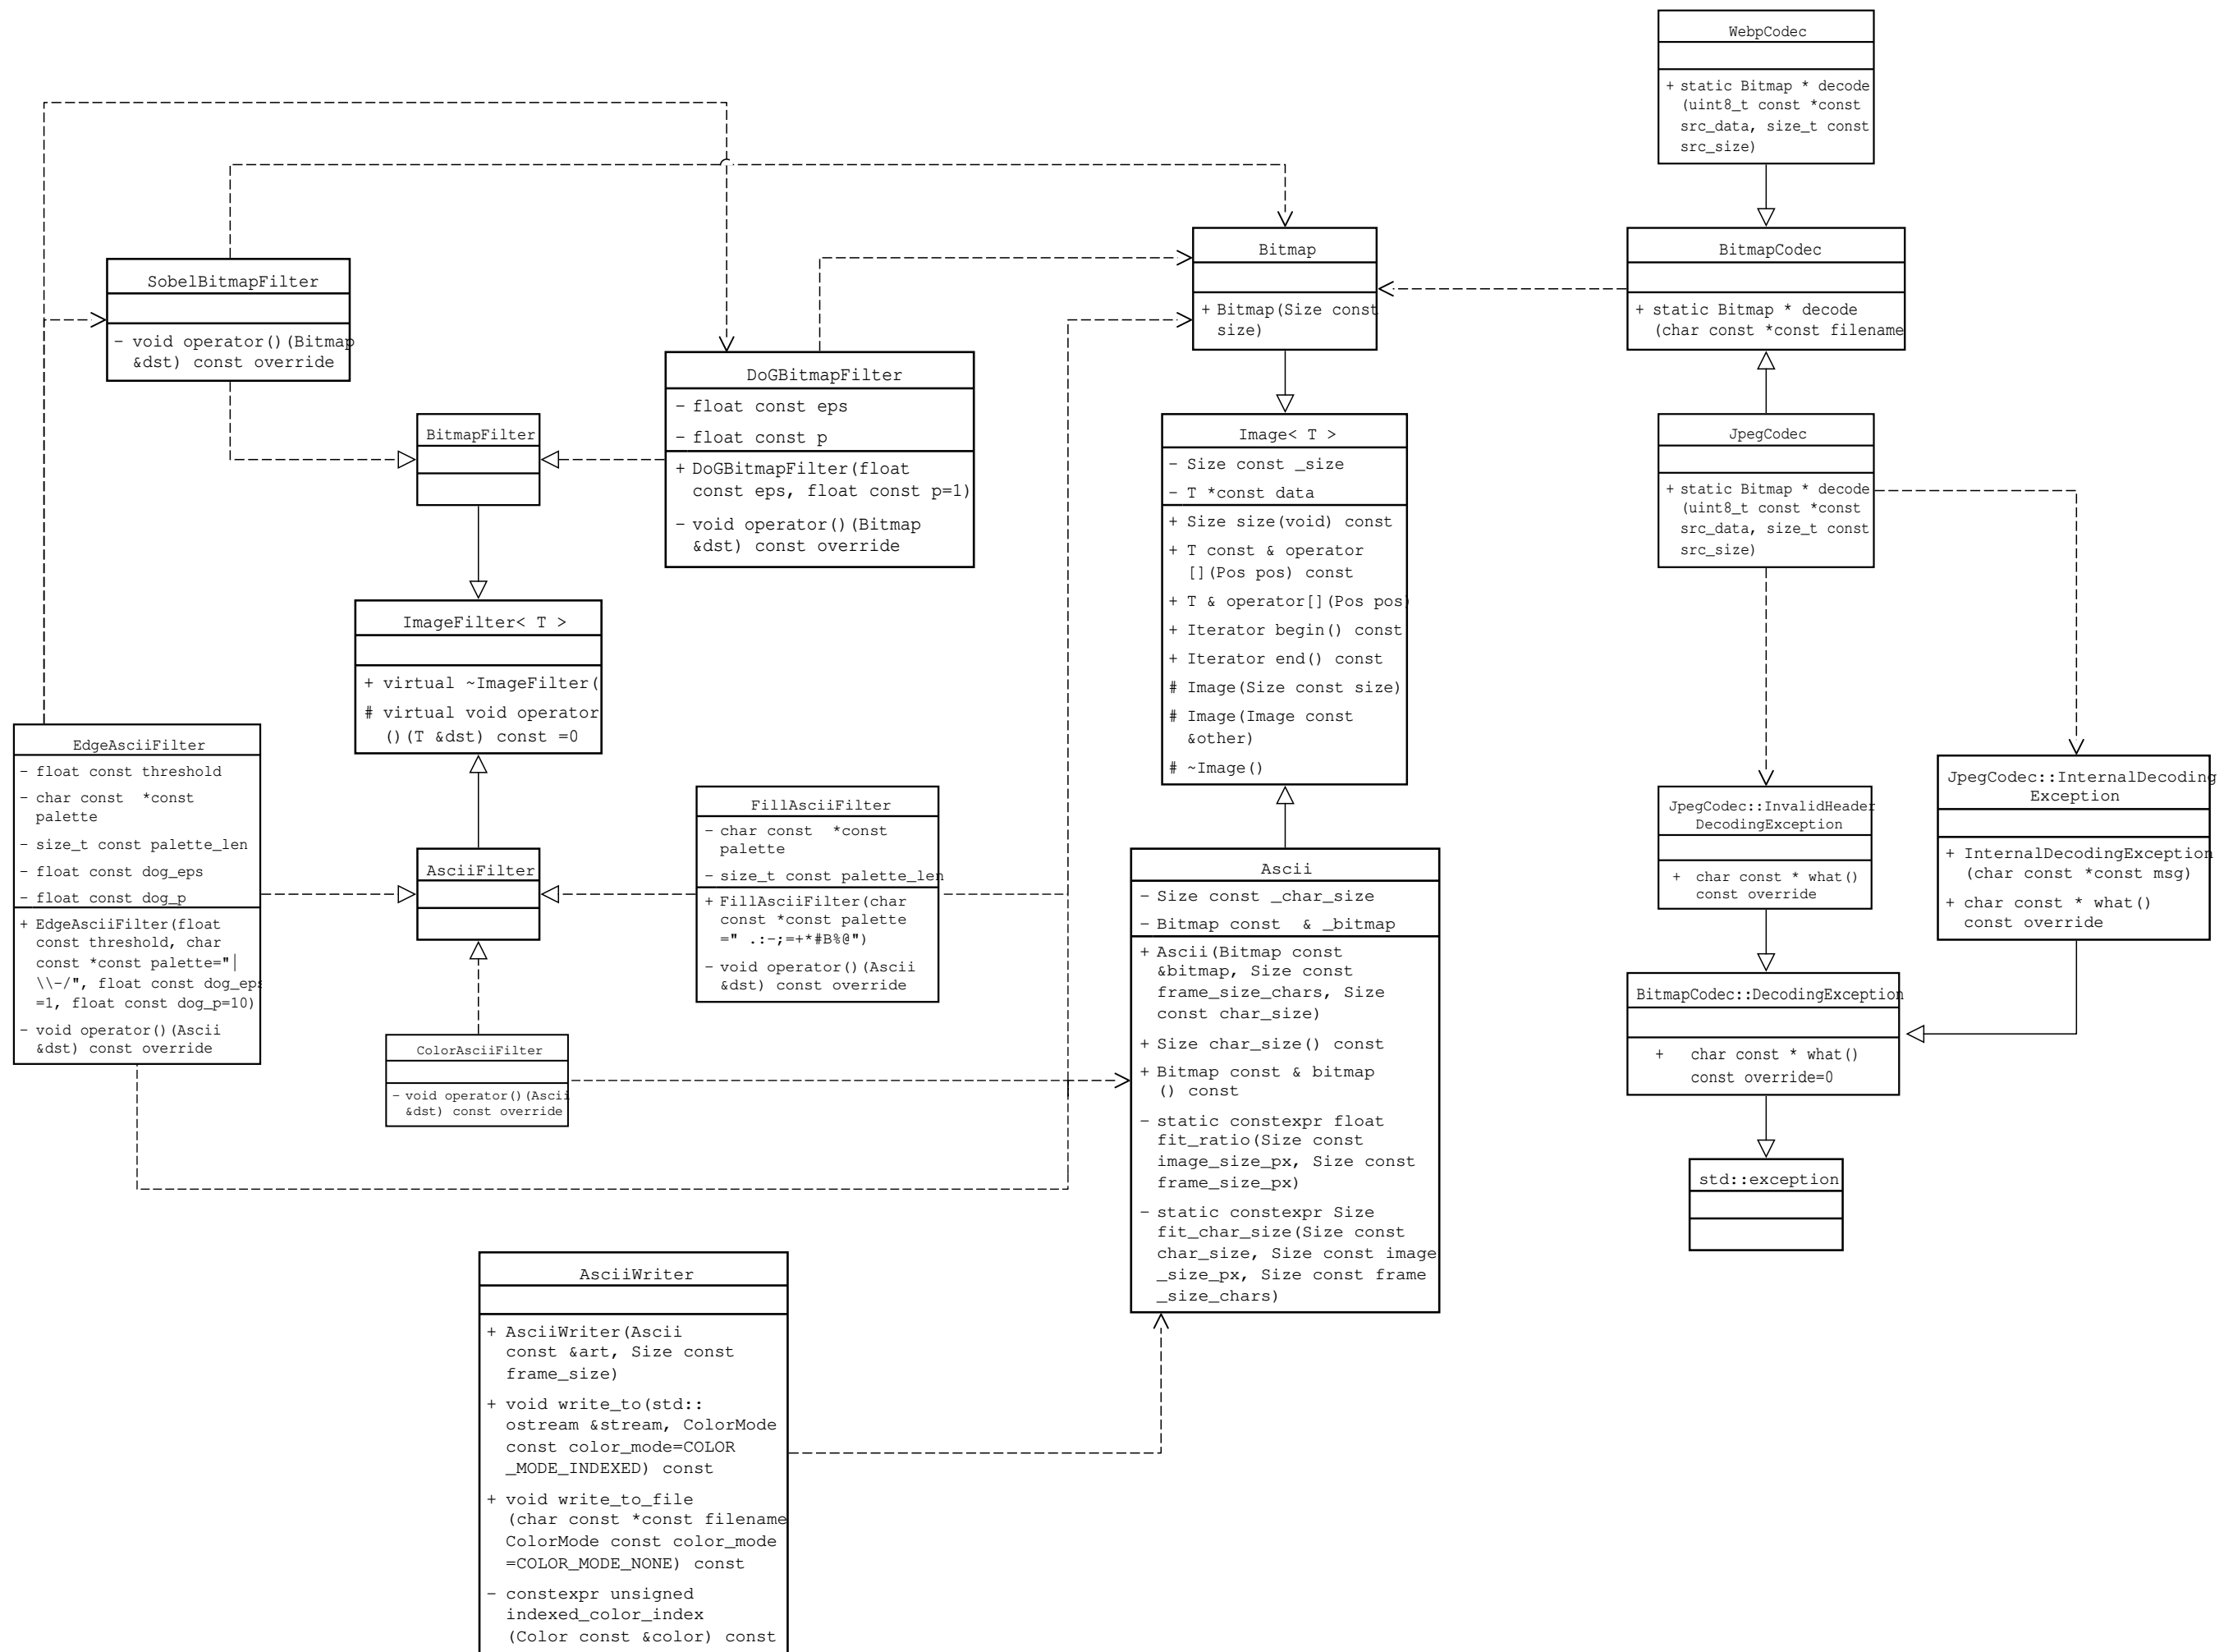 WebpCodec
+ static Bitmap * decode
(uint8_t const *const
src_data, size_t const
src_size)
Bitmap
+ Bitmap(Size const
size)
BitmapCodec
+ static Bitmap * decode
(char const *const filename
SobelBitmapFilter
- void operator()(Bitmap
&dst) const override
DoGBitmapFilter
- float const eps
- float const p
+ DoGBitmapFilter(float
const eps, float const p=1)
- void operator()(Bitmap
&dst) const override
BitmapFilter
Image< T >
- Size const _size
- T *const data
+ Size size(void) const
+ T const & operator
[](Pos pos) const
+ T & operator[](Pos pos)
+ Iterator begin() const
+ Iterator end() const
# Image(Size const size)
# Image(Image const
&other)
# ~Image()
JpegCodec
+ static Bitmap * decode
(uint8_t const *const
src_data, size_t const
src_size)
ImageFilter< T >
+ virtual ~ImageFilter(
# virtual void operator
()(T &dst) const =0
EdgeAsciiFilter
- float const threshold
- char const  *const
palette
- size_t const palette_len
- float const dog_eps
- float const dog_p
+ EdgeAsciiFilter(float
const threshold, char
const *const palette="|
\\-/", float const dog_eps
=1, float const dog_p=10)
- void operator()(Ascii
&dst) const override
FillAsciiFilter
- char const  *const
palette
- size_t const palette_len
+ FillAsciiFilter(char
const *const palette
=" .:-;=+*#B%@")
- void operator()(Ascii
&dst) const override
AsciiFilter
ColorAsciiFilter
- void operator()(Ascii
&dst) const override
Ascii
- Size const _char_size
- Bitmap const  & _bitmap
+ Ascii(Bitmap const
&bitmap, Size const
frame_size_chars, Size
const char_size)
+ Size char_size() const
+ Bitmap const & bitmap
() const
- static constexpr float
fit_ratio(Size const
image_size_px, Size const
frame_size_px)
- static constexpr Size
fit_char_size(Size const
char_size, Size const image
_size_px, Size const frame
_size_chars)
JpegCodec::InvalidHeader
DecodingException
+ char const * what()
const override
JpegCodec::InternalDecoding
Exception
+ InternalDecodingException
(char const *const msg)
+ char const * what()
const override
BitmapCodec::DecodingException
+ char const * what()
const override=0
std::exception
AsciiWriter
+ AsciiWriter(Ascii
const &art, Size const
frame_size)
+ void write_to(std::
ostream &stream, ColorMode
const color_mode=COLOR
_MODE_INDEXED) const
+ void write_to_file
(char const *const filename
ColorMode const color_mode
=COLOR_MODE_NONE) const
- constexpr unsigned
indexed_color_index
(Color const &color) const